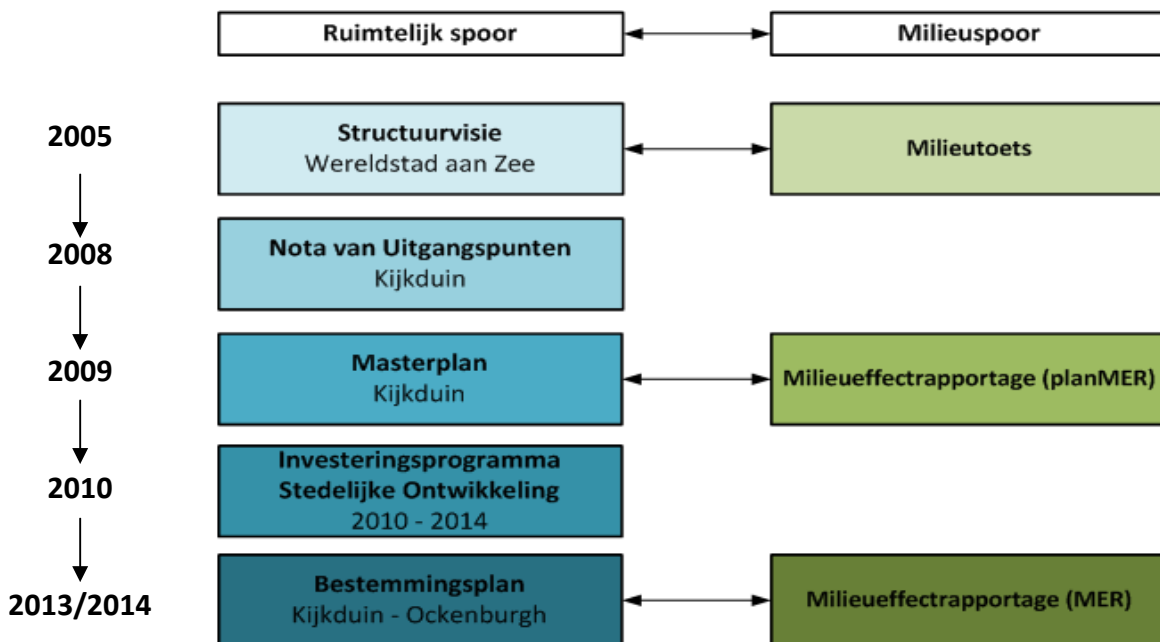 Ruimtelijk spoor
Milieuspoor
2005
Structuurvisie
Wereldstad aan Zee
Milieutoets
2008
Nota van Uitgangspunten
Kijkduin
2009
Masterplan
Kijkduin
Milieueffectrapportage (planMER)
2010
Investeringsprogramma
Stedelijke Ontwikkeling
2010 - 2014
2013/2014
Bestemmingsplan
Kijkduin - Ockenburgh
Milieueffectrapportage (MER)